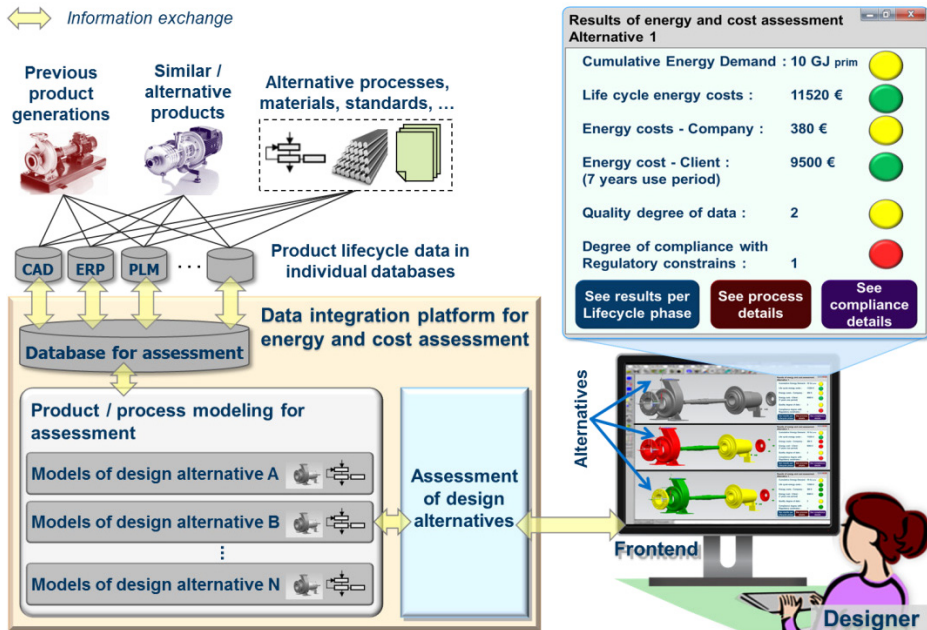 Information exchange
Previous
product
generations
Similar /
alternative
products
Alternative processes,
materials, standards, ...
CAD
ERP
PLM
...
Product lifecycle data in
individual databases
Data integration platform for
energy and cost assessment
Database for assessment
Product / process modeling for
assessment
Models of design alternative A
Models of design alternative B
⋮
Models of design alternative N
Assessment
of design
alternatives
Results of energy and cost assessment
Alternative 1
Cumulative Energy Demand : 10 GJ prim
Life cycle energy costs : 11520 €
Energy costs - Company : 380 €
Energy cost - Client : 9500 €
(7 years use period)
Quality degree of data : 2
Degree of compliance with
Regulatory constrains : 1
See results per
Lifecycle phase
See process
details
See
compliance
details
Alternatives
Frontend
Designer